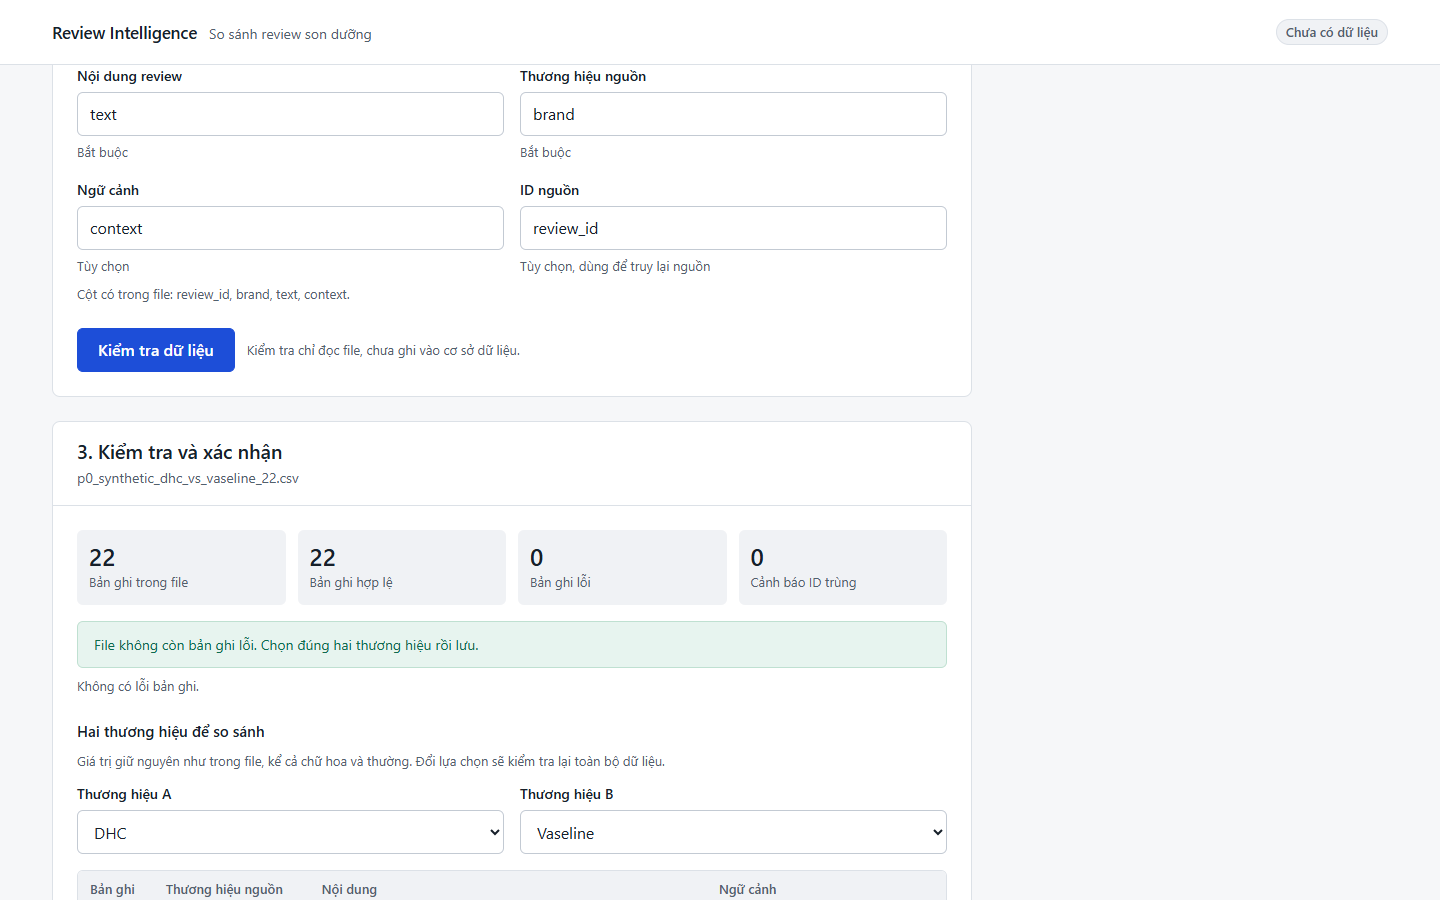 Review Intelligence So sánh review son dưỡng
Chưa có dữ liệu
Nội dung review
Thương hiệu nguồn
text
brand
Bắt buộc
Bắt buộc
Ngữ cảnh
ID nguồn
context
review_id
Tùy chọn
Tùy chọn, dùng để truy lại nguồn
Cột có trong file: review_id, brand, text, context.
Kiểm tra dữ liệu
Kiểm tra chỉ đọc file, chưa ghi vào cơ sở dữ liệu.
3. Kiểm tra và xác nhận
p0_synthetic_dhc_vs_vaseline_22.csv
22
Bản ghi trong file
22
Bản ghi hợp lệ
0
Bản ghi lỗi
0
Cảnh báo ID trùng
File không còn bản ghi lỗi. Chọn đúng hai thương hiệu rồi lưu.
Không có lỗi bản ghi.
Hai thương hiệu để so sánh
Giá trị giữ nguyên như trong file, kể cả chữ hoa và thường. Đổi lựa chọn sẽ kiểm tra lại toàn bộ dữ liệu.
Thương hiệu A
Thương hiệu B
DHC
Vaseline
Bản ghi Thương hiệu nguồn Nội dung Ngữ cảnh